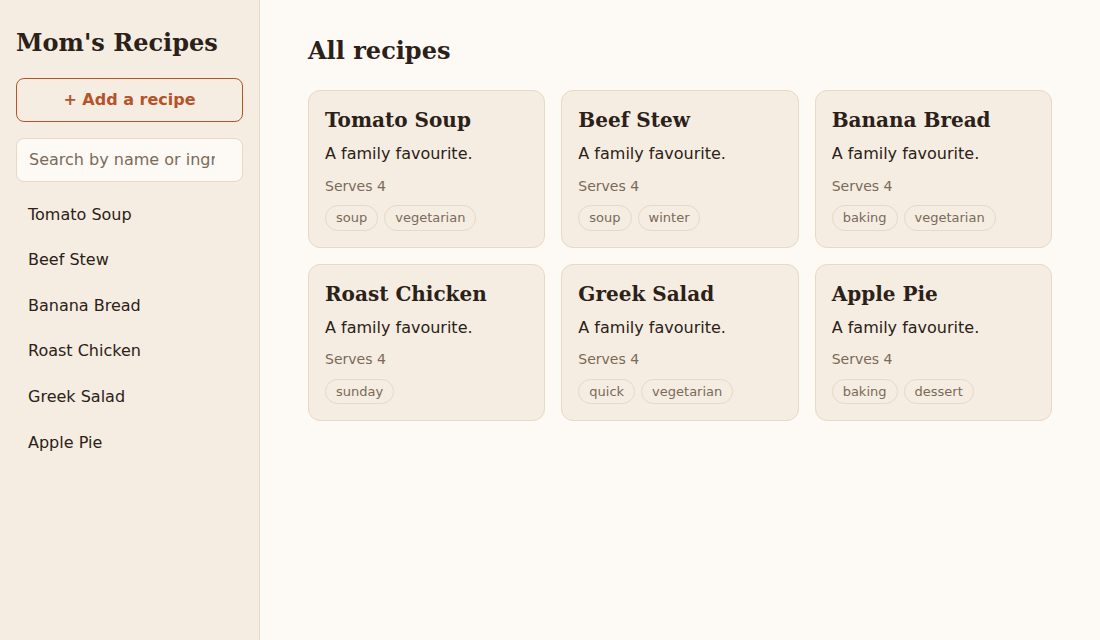 Mom's Recipes
+ Add a recipe
Search by name or ingr
Tomato Soup
Beef Stew
Banana Bread
Roast Chicken
Greek Salad
Apple Pie
All recipes
Tomato Soup
A family favourite.
Serves 4
soup vegetarian
Beef Stew
A family favourite.
Serves 4
soup winter
Banana Bread
A family favourite.
Serves 4
baking vegetarian
Roast Chicken
A family favourite.
Serves 4
sunday
Greek Salad
A family favourite.
Serves 4
quick vegetarian
Apple Pie
A family favourite.
Serves 4
baking dessert